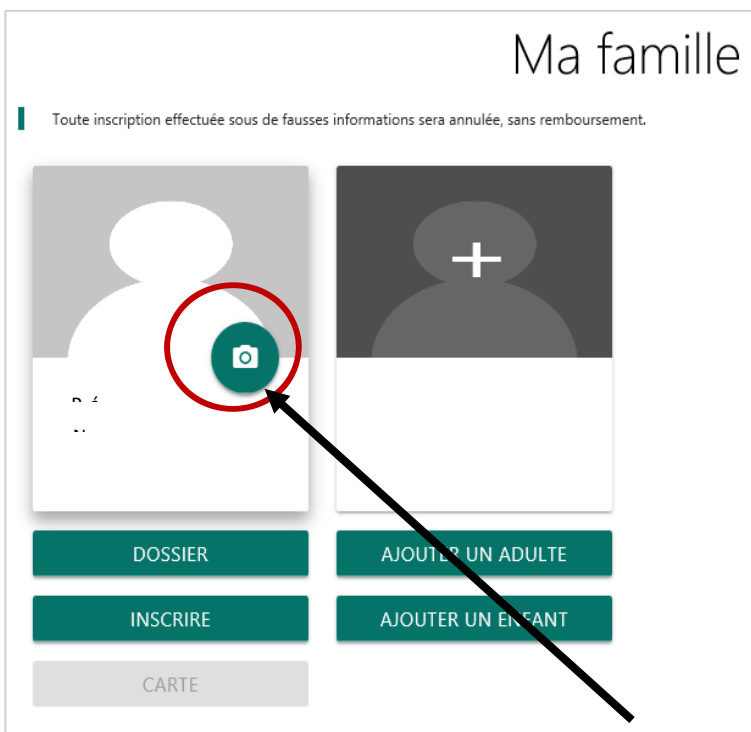 Ma famille
Toute inscription effectuée sous de fausses informations sera annulée, sans remboursement.
DOSSIER
AJOUTER UN ADULTE
INSCRIRE
AJOUTER UN ENFANT
CARTE